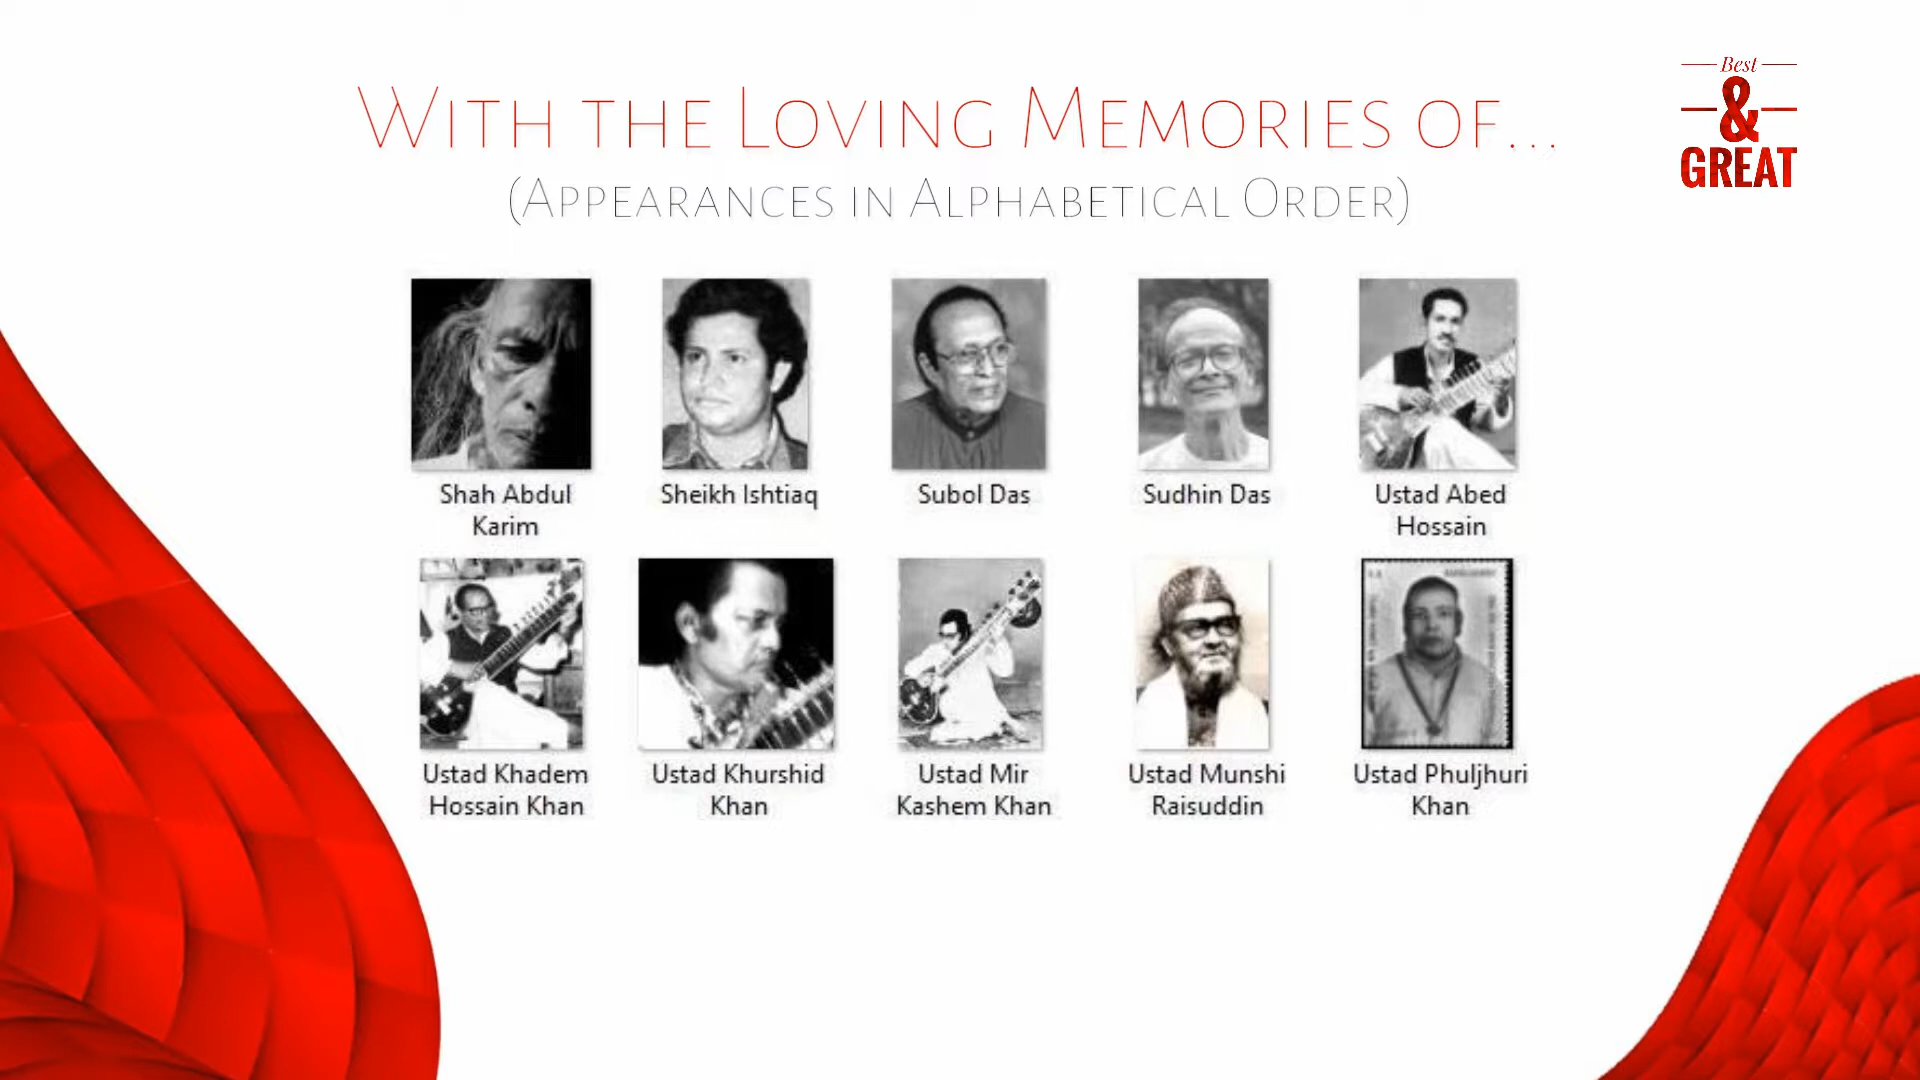 Best
&
GREAT
WITH THE LOVING MEMORIES OF...
(APPEARANCES IN ALPHABETICAL ORDER)
Shah Abdul
Karim
Sheikh Ishtiaq
Subol Das
Sudhin Das
Ustad Abed
Hossain
Ustad Khadem
Hossain Khan
Ustad Khurshid
Khan
Ustad Mir
Kashem Khan
Ustad Munshi
Raisuddin
Ustad Phuljhuri
Khan